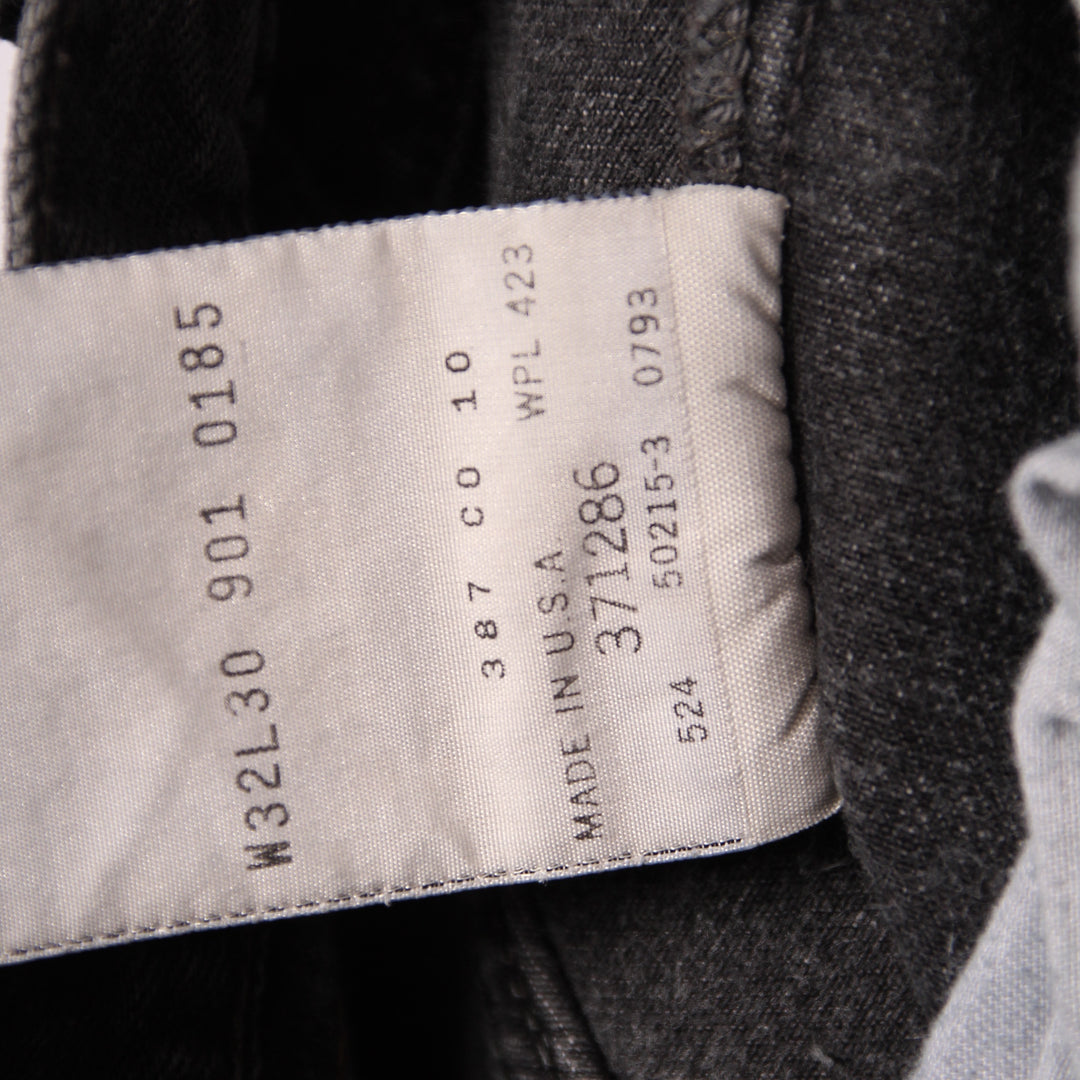 W32L30 901 0185
387 CO 10
MADE IN U.S.A. WPL 423
371286
524 50215-3 0793